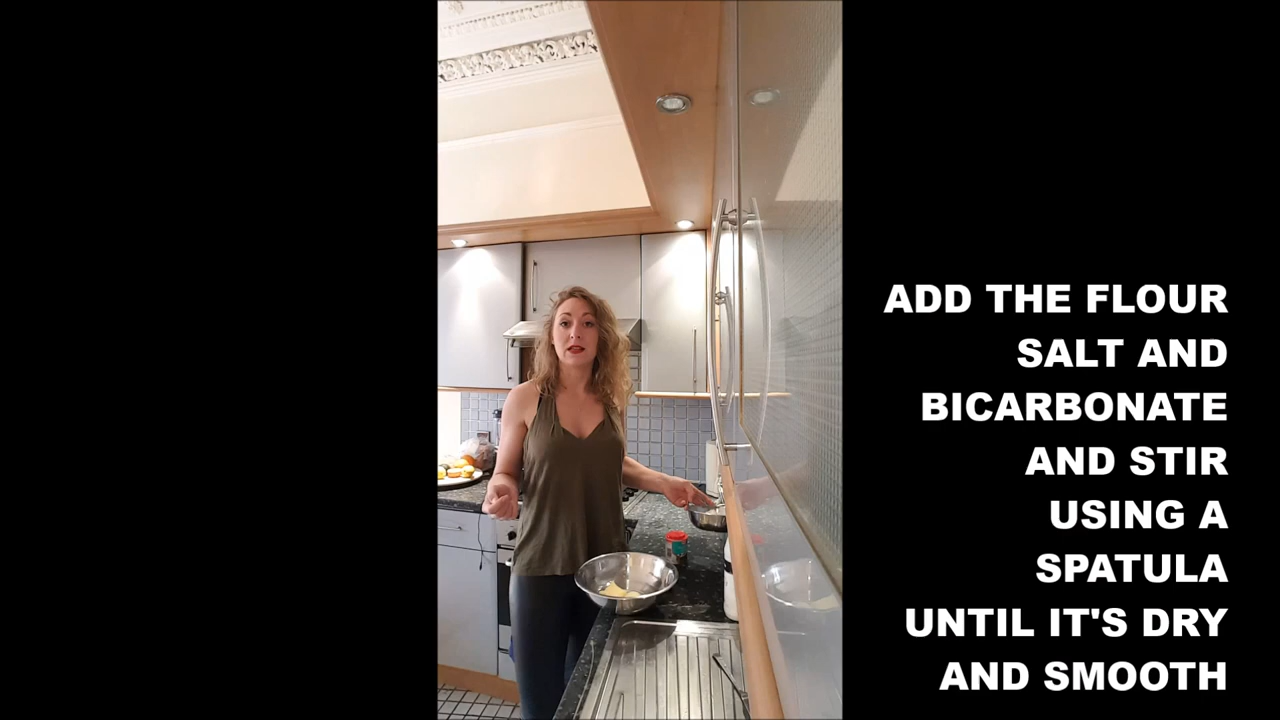 ADD THE FLOUR
SALT AND
BICARBONATE
AND STIR
USING A
SPATULA
UNTIL IT'S DRY
AND SMOOTH